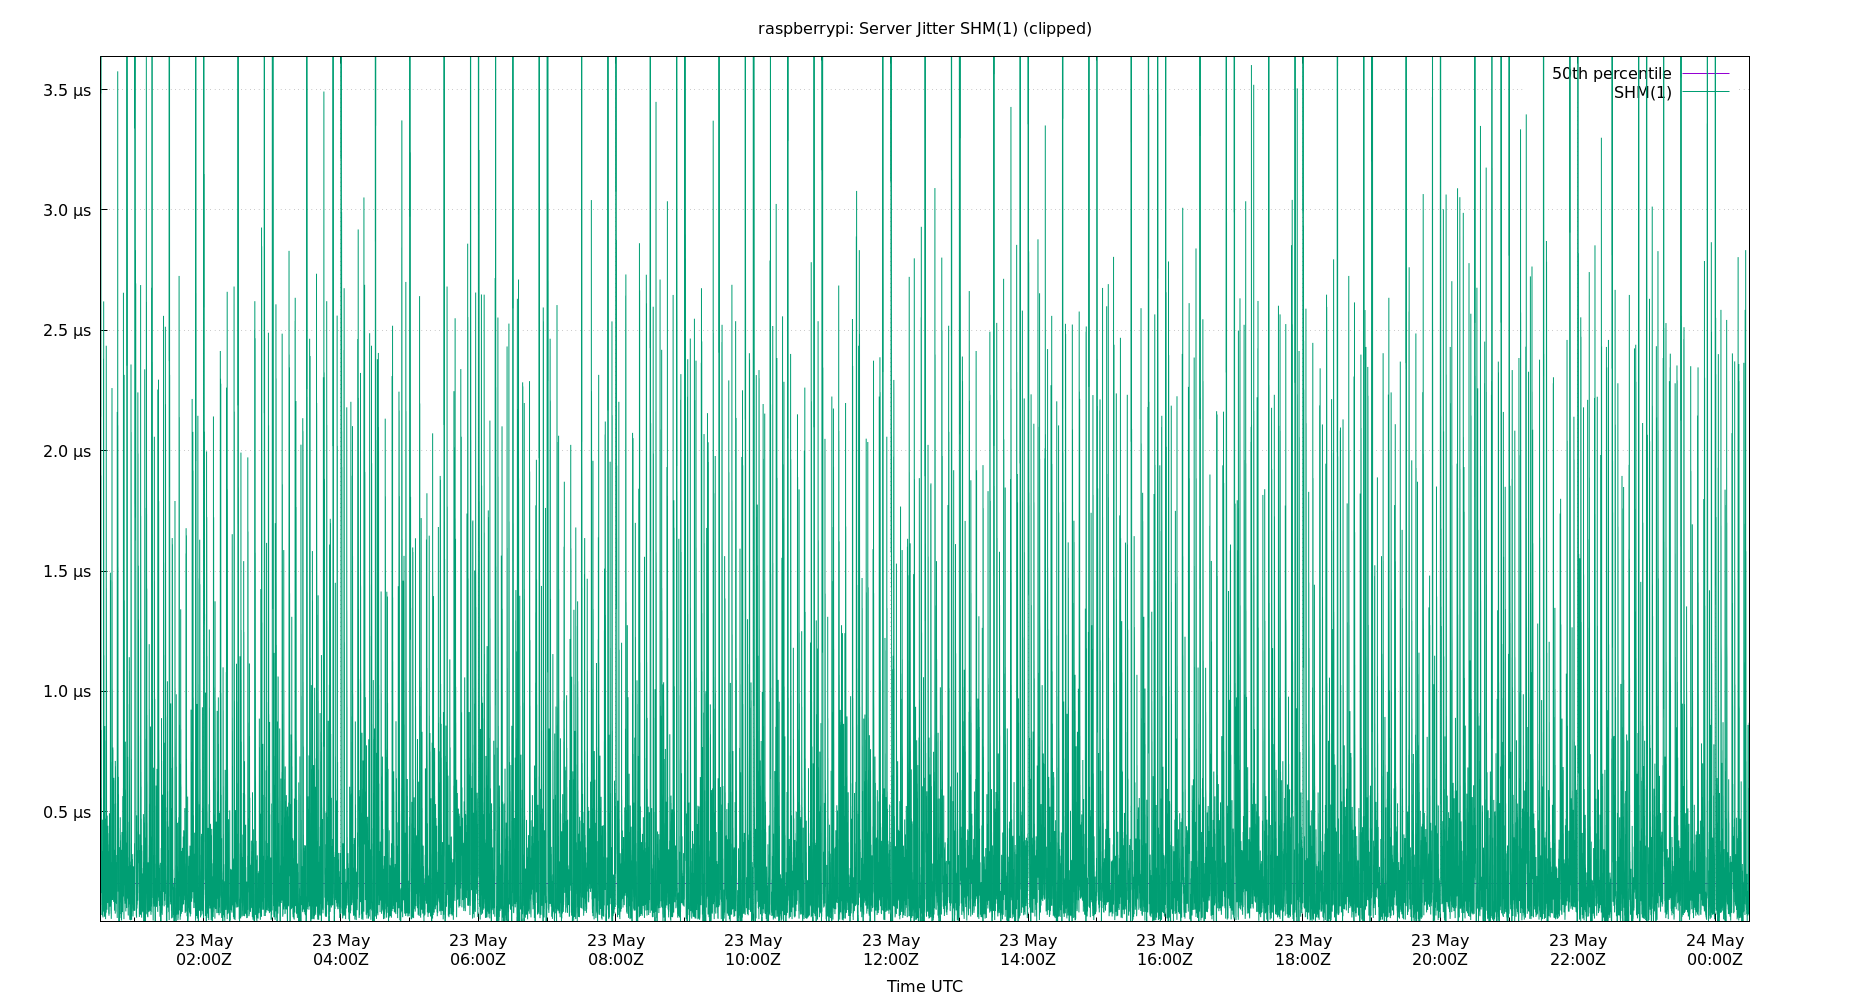 raspberrypi: Server Jitter SHM(1) (clipped)
50th percentile
SHM(1)
3.5 µs
3.0 µs
2.5 µs
2.0 µs
1.5 µs
1.0 µs
0.5 µs
23 May 23 May 23 May 23 May 23 May 23 May 23 May 23 May 23 May 23 May 23 May 24 May
02:00Z 04:00Z 06:00Z 08:00Z 10:00Z 12:00Z 14:00Z 16:00Z 18:00Z 20:00Z 22:00Z 00:00Z
Time UTC